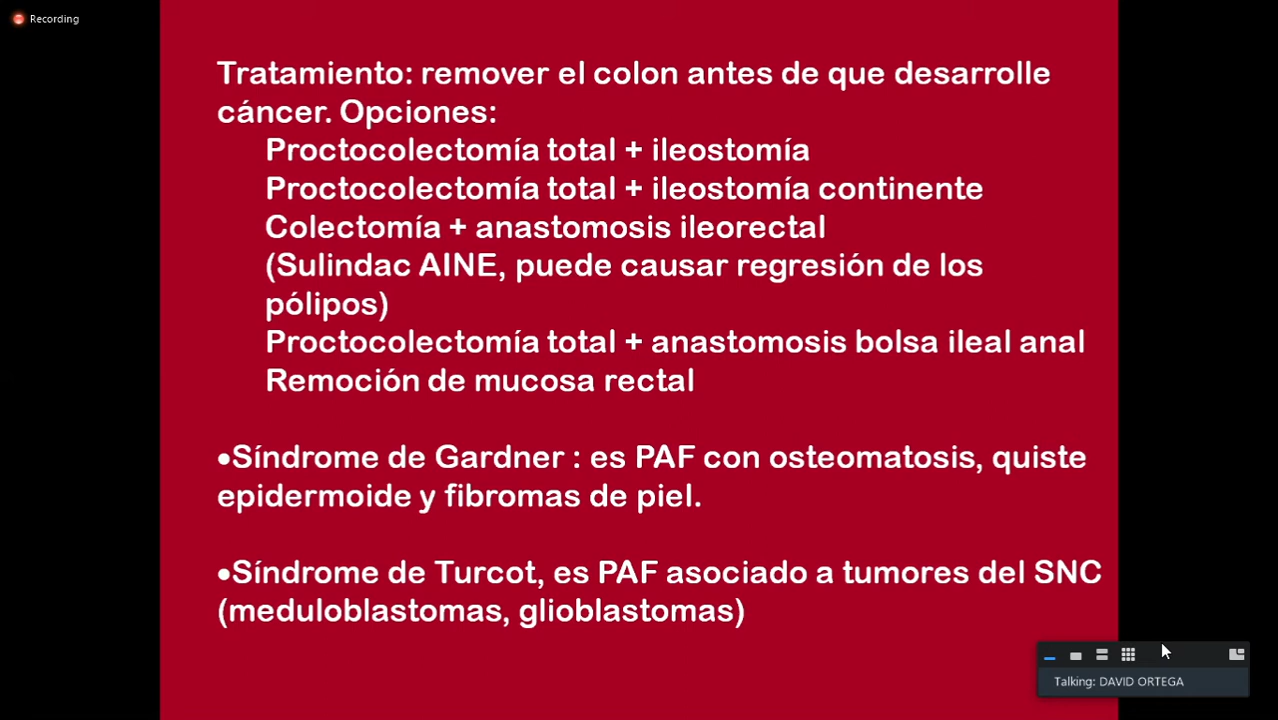 Recording
Tratamiento: remover el colon antes de que desarrolle
cáncer. Opciones:
Proctocolectomía total + ileostomía
Proctocolectomía total + ileostomía continente
Colectomía + anastomosis ileorectal
(Sulindac AINE, puede causar regresión de los
pólipos)
Proctocolectomía total + anastomosis bolsa ileal anal
Remoción de mucosa rectal
•Síndrome de Gardner : es PAF con osteomatosis, quiste
epidermoide y fibromas de piel.
•Síndrome de Turcot, es PAF asociado a tumores del SNC
(meduloblastomas, glioblastomas)
Talking: DAVID ORTEGA